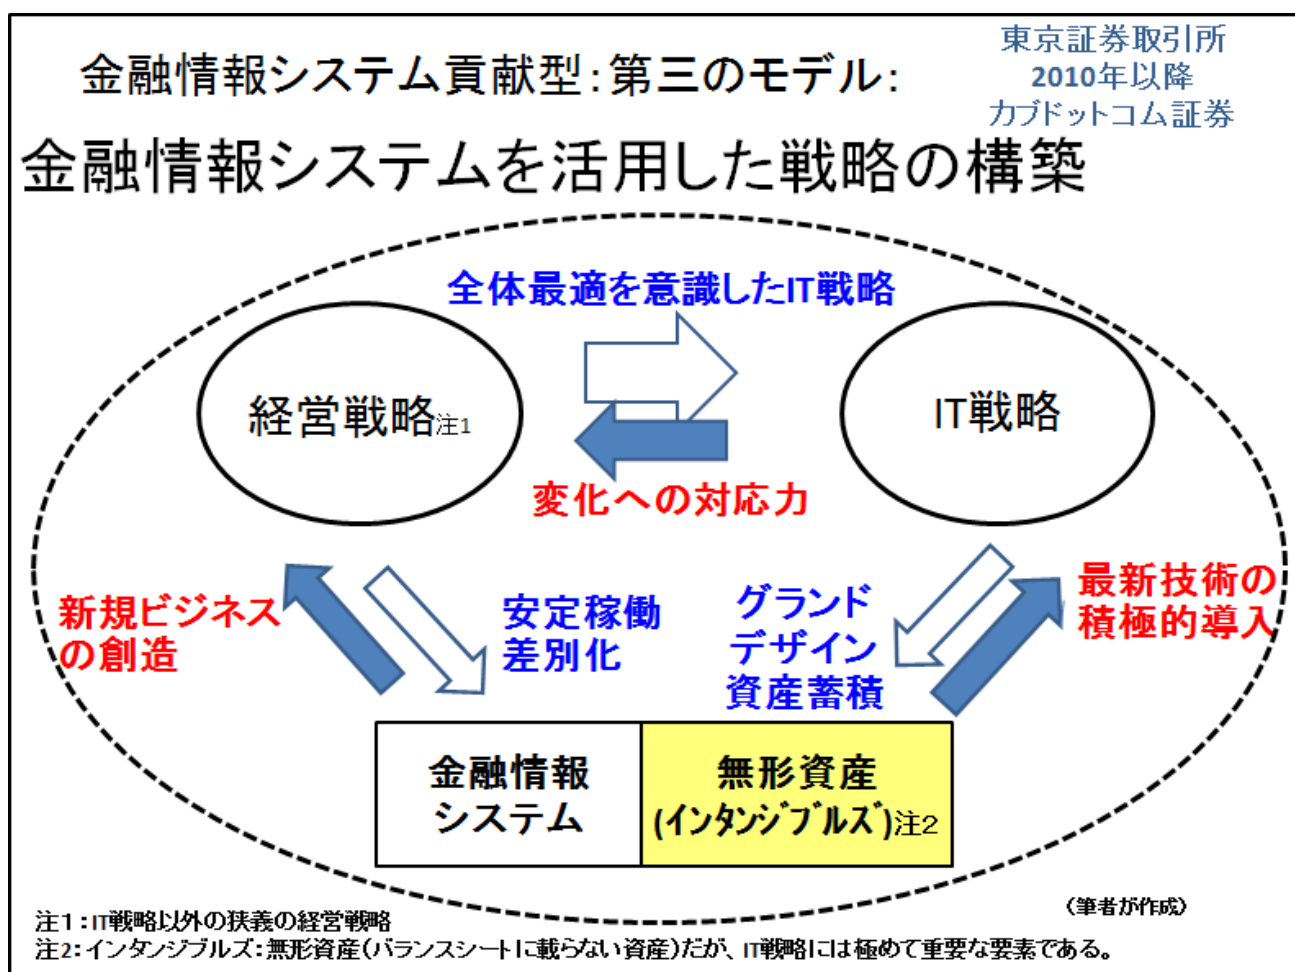 東京証券取引所
2010年以降
カブドットコム証券
金融情報システム貢献型：第三のモデル：
金融情報システムを活用した戦略の構築
全体最適を意識したIT戦略
経営戦略注1
IT戦略
変化への対応力
新規ビジネス
の創造
安定稼働
差別化
グランド
デザイン
資産蓄積
最新技術の
積極的導入
金融情報
システム
無形資産
(インタンジブルズ)注2
（筆者が作成）
注1：IT戦略以外の狭義の経営戦略
注2：インタンジブルズ：無形資産（バランスシートに載らない資産）だが、IT戦略には極めて重要な要素である。